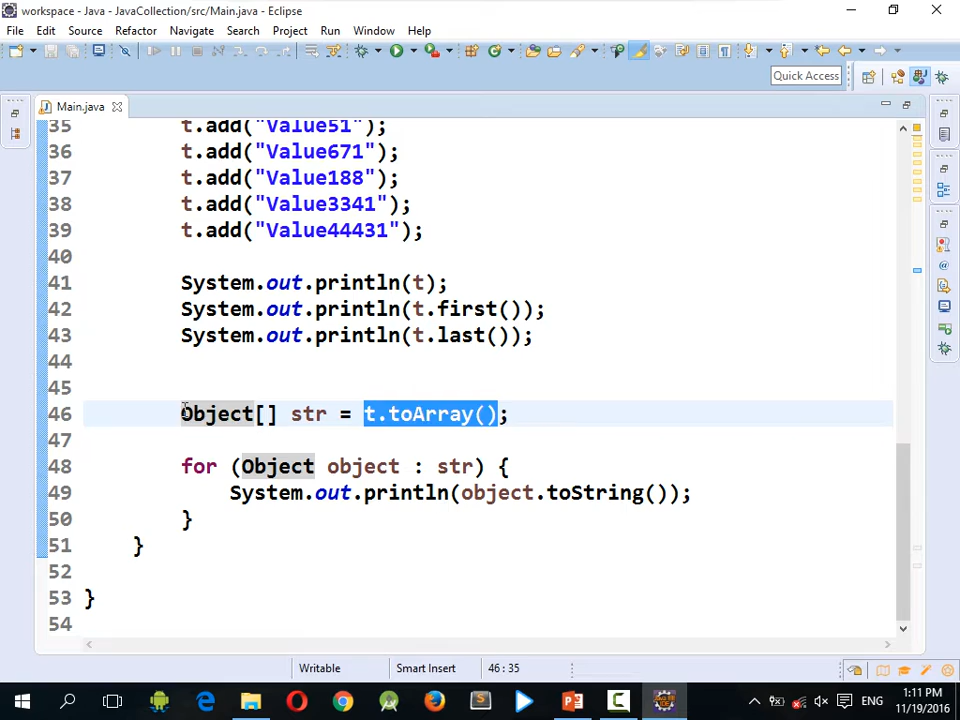 workspace - Java - JavaCollection/src/Main.java - Eclipse
File Edit Source Refactor Navigate Search Project Run Window Help
Quick Access
Main.java
35 t.add("Value51");
36 t.add("Value671");
37 t.add("Value188");
38 t.add("Value3341");
39 t.add("Value44431");
40
41 System.out.println(t);
42 System.out.println(t.first());
43 System.out.println(t.last());
44
45
46 Object[] str = t.toArray();
47
48 for (Object object : str) {
49 System.out.println(object.toString());
50 }
51 }
52
53 }
54
Writable Smart Insert 46 : 35
ENG 1:11 PM
11/19/2016